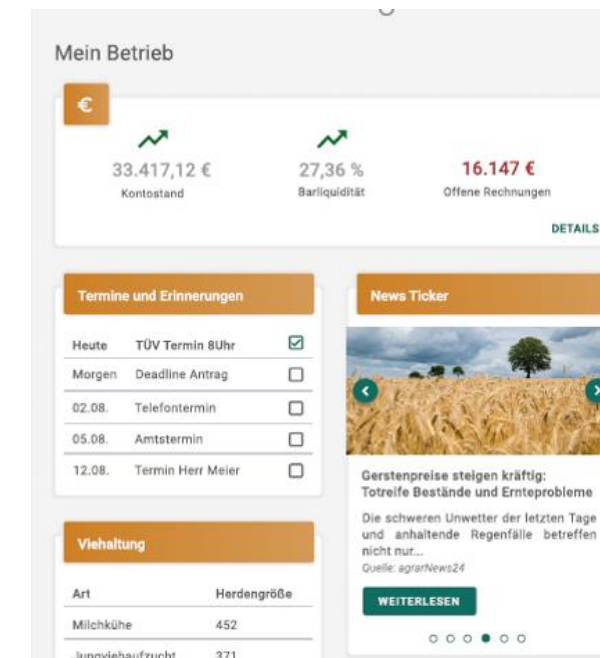 Mein Betrieb
€
33.417,12 €
Kontostand
27,36 %
Barliquidität
16.147 €
Offene Rechnungen
DETAILS
Termine und Erinnerungen
Heute TÜV Termin 8Uhr
Morgen Deadline Antrag
02.08. Telefontermin
05.08. Amtstermin
12.08. Termin Herr Meier
Viehaltung
Art Herdengröße
Milchkühe 452
Jungviehaufzucht 371
News Ticker
Gerstenpreise steigen kräftig:
Totreife Bestände und Ernteprobleme
Die schweren Unwetter der letzten Tage
und anhaltende Regenfälle betreffen
nicht nur...
Quelle: agrarNews24
WEITERLESEN